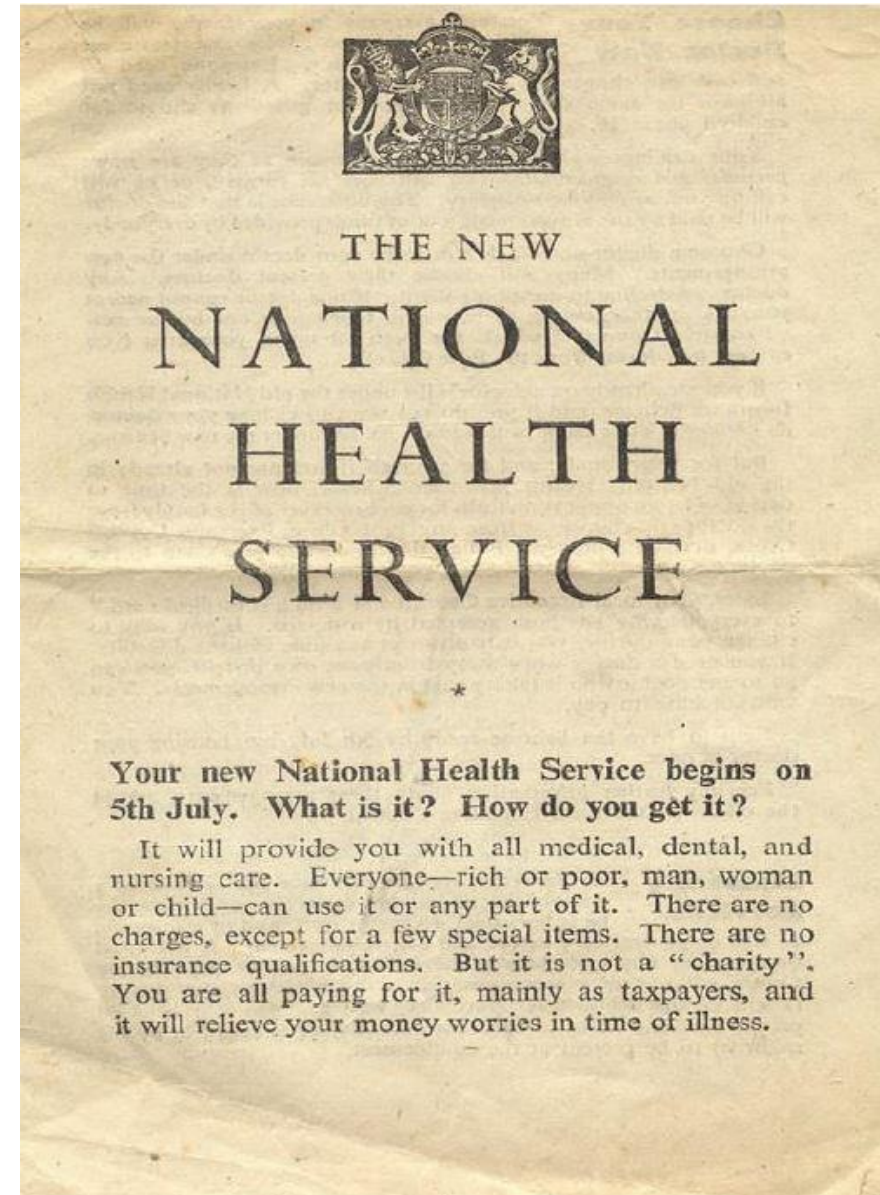 THE NEW
NATIONAL
HEALTH
SERVICE
*
Your new National Health Service begins on
5th July. What is it? How do you get it?
It will provide you with all medical, dental, and
nursing care. Everyone—rich or poor, man, woman
or child—can use it or any part of it. There are no
charges, except for a few special items. There are no
insurance qualifications. But it is not a “charity”.
You are all paying for it, mainly as taxpayers, and
it will relieve your money worries in time of illness.